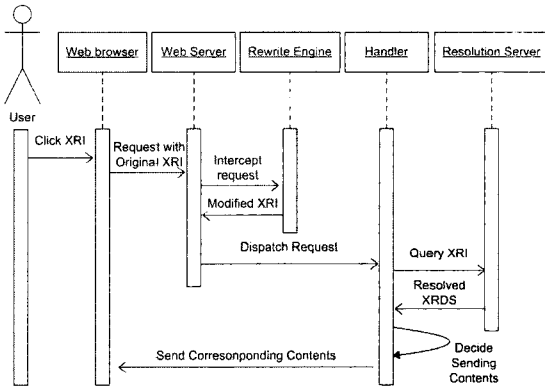 Web browser
Web Server
Rewrite Engine
Handler
Resolution Server
User
Click XRI
Request with
Original XRI
Intercept
request
Modified XRI
Dispatch Request
Query XRI
Resolved
XRDS
Send Corresonponding Contents
Decide
Sending
Contents